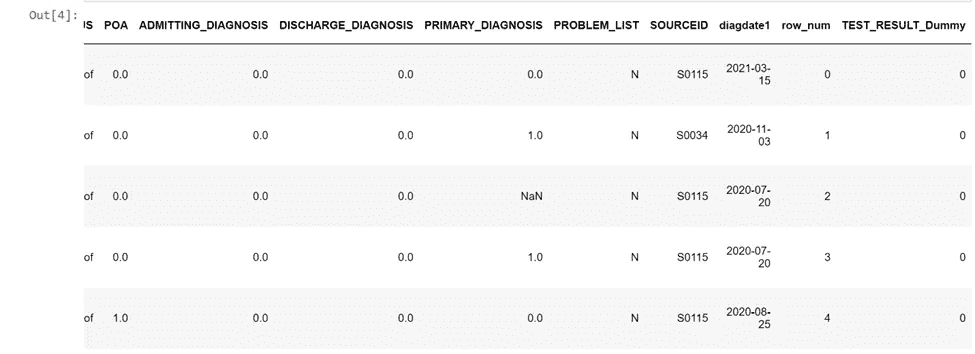 Out[4]:
IS POA ADMITTING_DIAGNOSIS DISCHARGE_DIAGNOSIS PRIMARY_DIAGNOSIS PROBLEM_LIST SOURCEID diagdate1 row_num TEST_RESULT_Dummy
of 0.0 0.0 0.0 0.0 N S0115 2021-03-15 0 0
of 0.0 0.0 0.0 1.0 N S0034 2020-11-03 1 0
of 0.0 0.0 0.0 NaN N S0115 2020-07-20 2 0
of 0.0 0.0 0.0 1.0 N S0115 2020-07-20 3 0
of 1.0 0.0 0.0 0.0 N S0115 2020-08-25 4 0